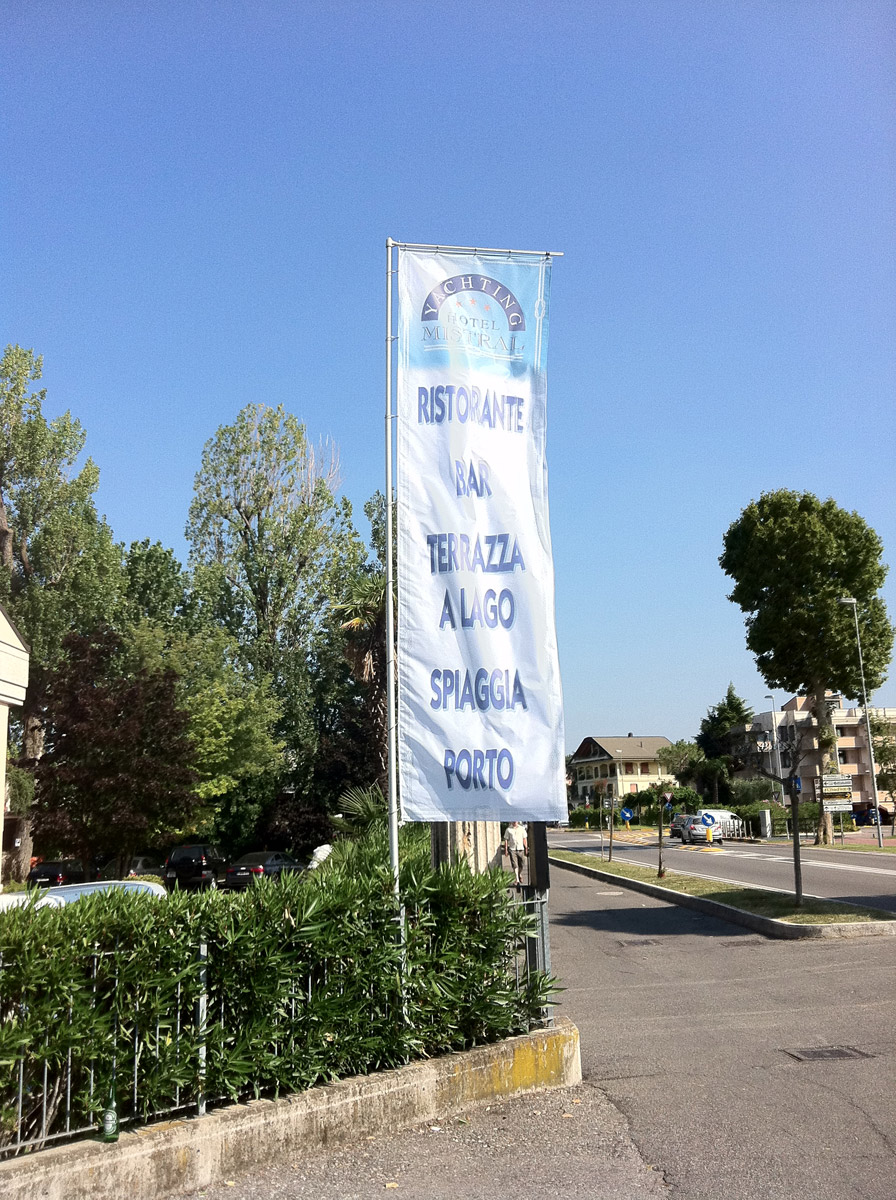 YACHTING
HOTEL
MISTRAL
RISTORANTE
BAR
TERRAZZA
A LAGO
SPIAGGIA
PORTO